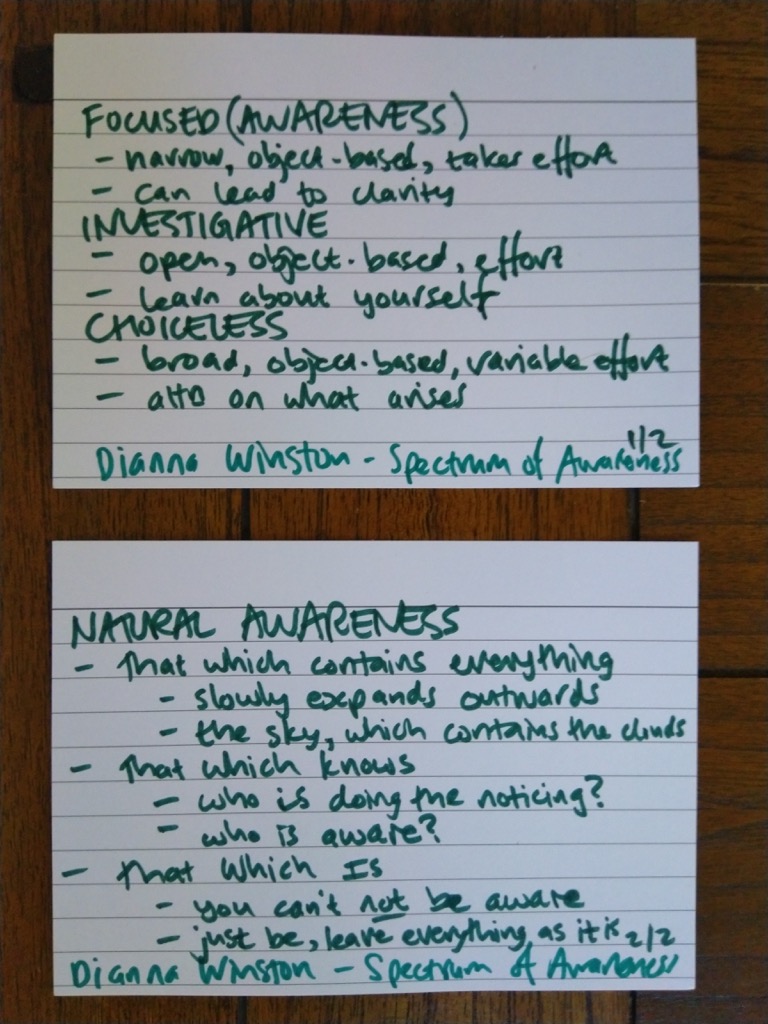 FOCUSED (AWARENESS)
- narrow, object-based, takes effort
- can lead to clarity
INVESTIGATIVE
- open, object-based, effort
- learn about yourself
CHOICELESS
- broad, object-based, variable effort
- attn on what arises
1/2
Dianna Winston - Spectrum of Awareness
NATURAL AWARENESS
- That which contains everything
- slowly expands outwards
- the sky, which contains the clouds
- That which knows
- who is doing the noticing?
- who is aware?
- That which Is
- you can't not be aware
- just be, leave everything as it is 2/2
Dianna Winston - Spectrum of Awareness